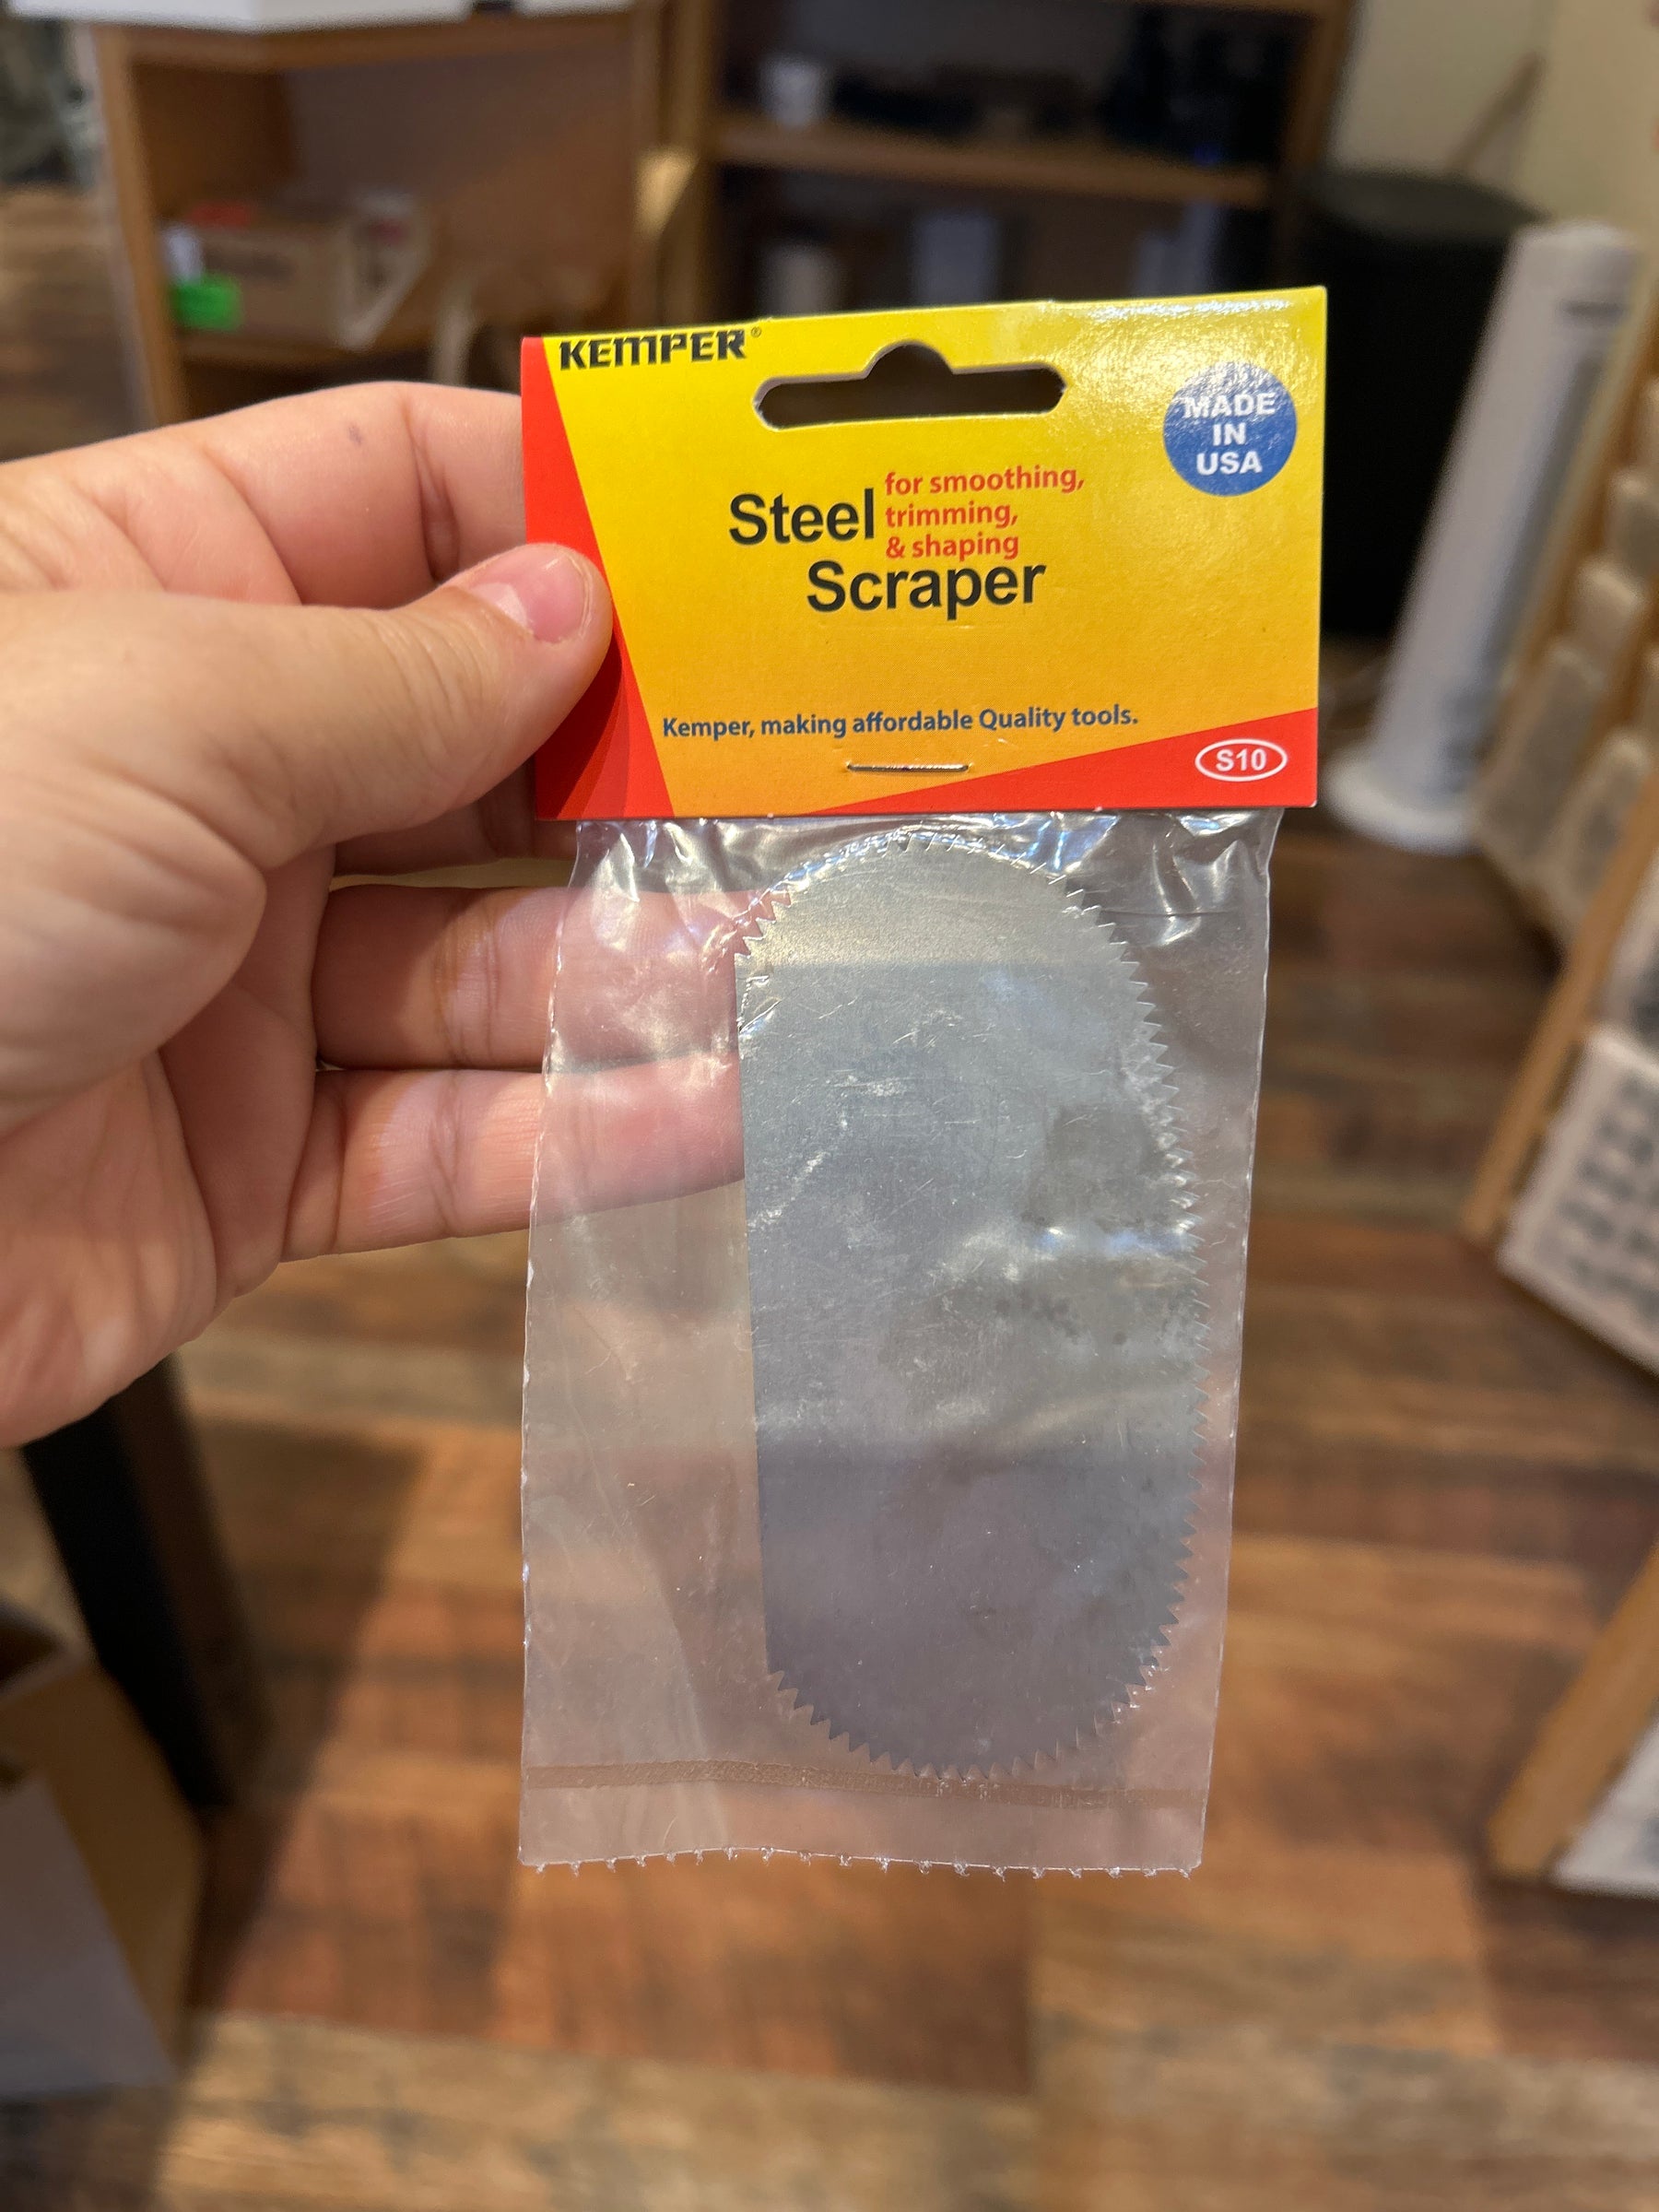 KEMPER®
MADE
IN
USA
Steel
for smoothing,
trimming,
& shaping
Scraper
Kemper, making affordable Quality tools.
S10